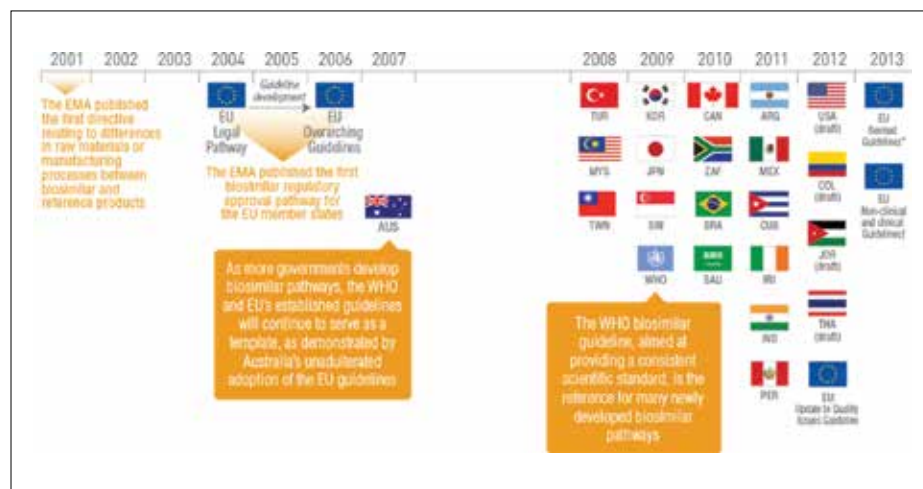 2001 2002 2003 2004 2005 2006 2007 2008 2009 2010 2011 2012 2013
The EMA published
the first directive
relating to differences
in raw materials or
manufacturing
processes between
biosimilar and
reference products
EU
Legal
Pathway
Guideline
development
EU
Overarching
Guidelines
The EMA published the first
biosimilar regulatory
approval pathway for
the EU member states
AUS
As more governments develop
biosimilar pathways, the WHO
and EU's established guidelines
will continue to serve as a
template, as demonstrated by
Australia's unadulterated
adoption of the EU guidelines
TUR
MYS
TWN
KOR
JPN
SIN
WHO
The WHO biosimilar
guideline, aimed at
providing a consistent
scientific standard, is the
reference for many newly
developed biosimilar
pathways
CAN
ZAF
BRA
SAU
ARG
MEX
CUB
IND
PER
USA
(draft)
COL
(draft)
JOR
(draft)
THA
(draft)
EU
Update to Quality
Issues Guideline
EU
Revised
Guidelines*
EU
Non-clinical
and clinical